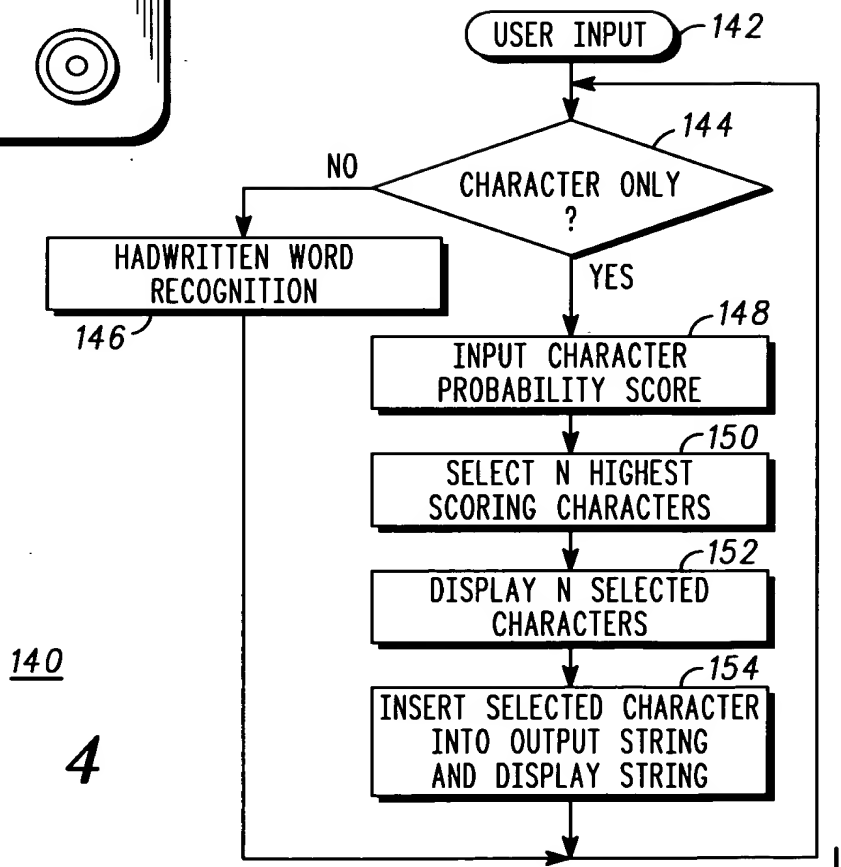 USER INPUT
142
144
NO
CHARACTER ONLY
?
HADWRITTEN WORD
RECOGNITION
YES
146
148
INPUT CHARACTER
PROBABILITY SCORE
150
SELECT N HIGHEST
SCORING CHARACTERS
152
DISPLAY N SELECTED
CHARACTERS
140
154
INSERT SELECTED CHARACTER
INTO OUTPUT STRING
AND DISPLAY STRING
4